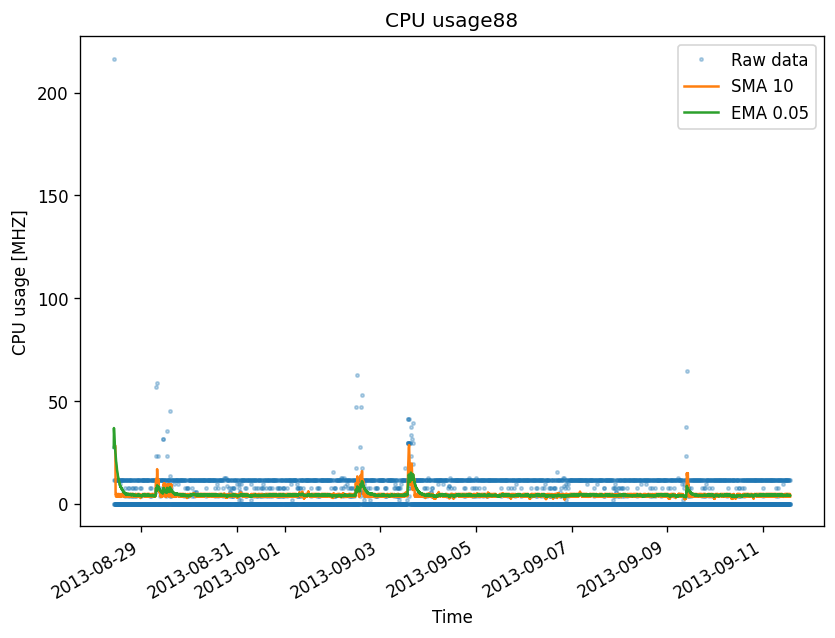 CPU usage88
Raw data
SMA 10
EMA 0.05
CPU usage [MHZ]
200
150
100
50
0
2013-08-29
2013-08-31
2013-09-01
2013-09-03
2013-09-05
2013-09-07
2013-09-09
2013-09-11
Time